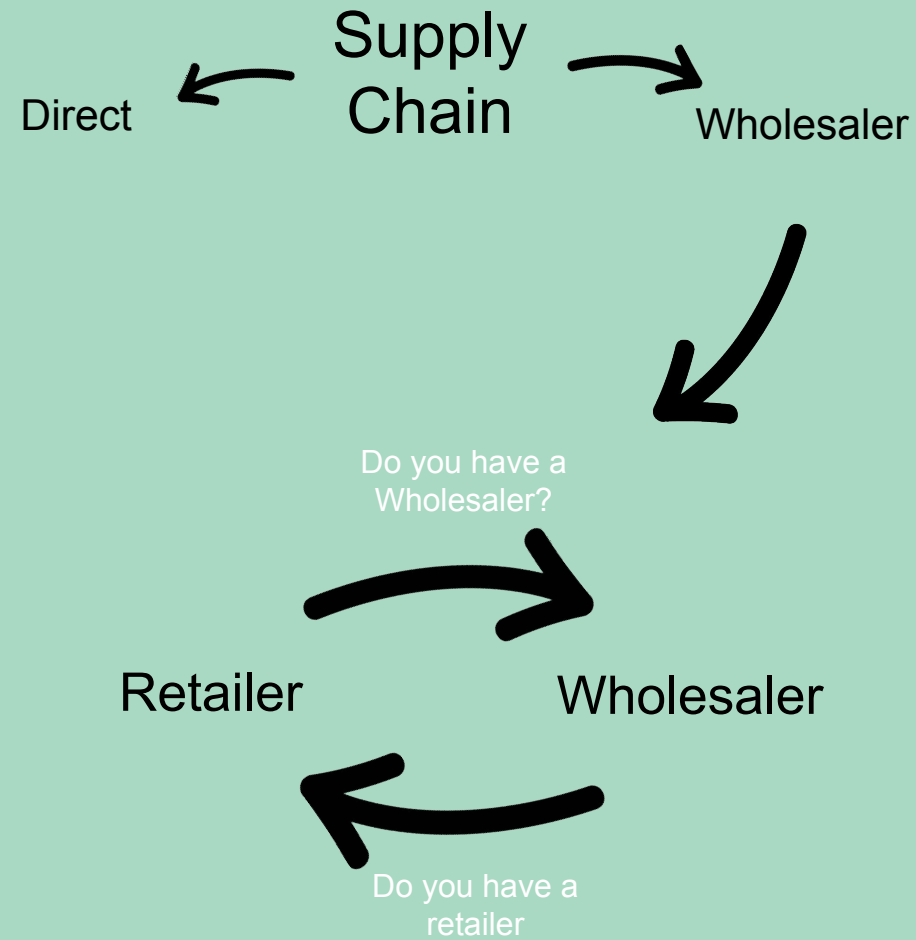 Supply
Chain
Direct
Wholesaler
Do you have a
Wholesaler?
Retailer
Wholesaler
Do you have a
retailer